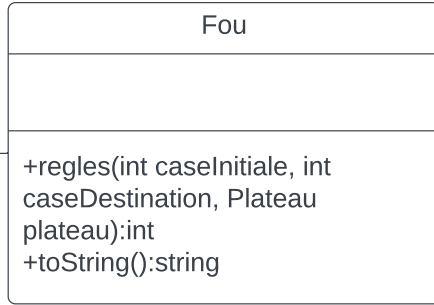 Fou
+regles(int caseInitiale, int
caseDestination, Plateau
plateau):int
+toString():string